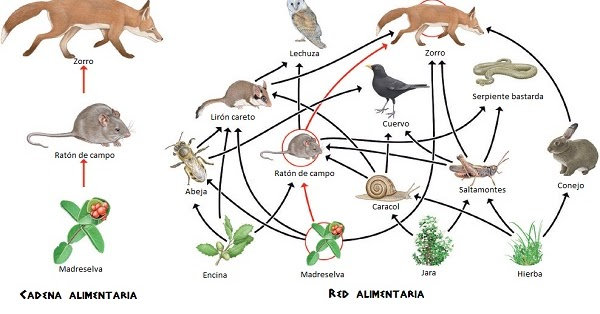 Zorro
Ratón de campo
Madreselva
CADENA ALIMENTARIA
Lechuza
Zorro
Lirón careto
Cuervo
Serpiente bastarda
Abeja
Ratón de campo
Caracol
Saltamontes
Conejo
Encina
Madreselva
Jara
Hierba
RED ALIMENTARIA